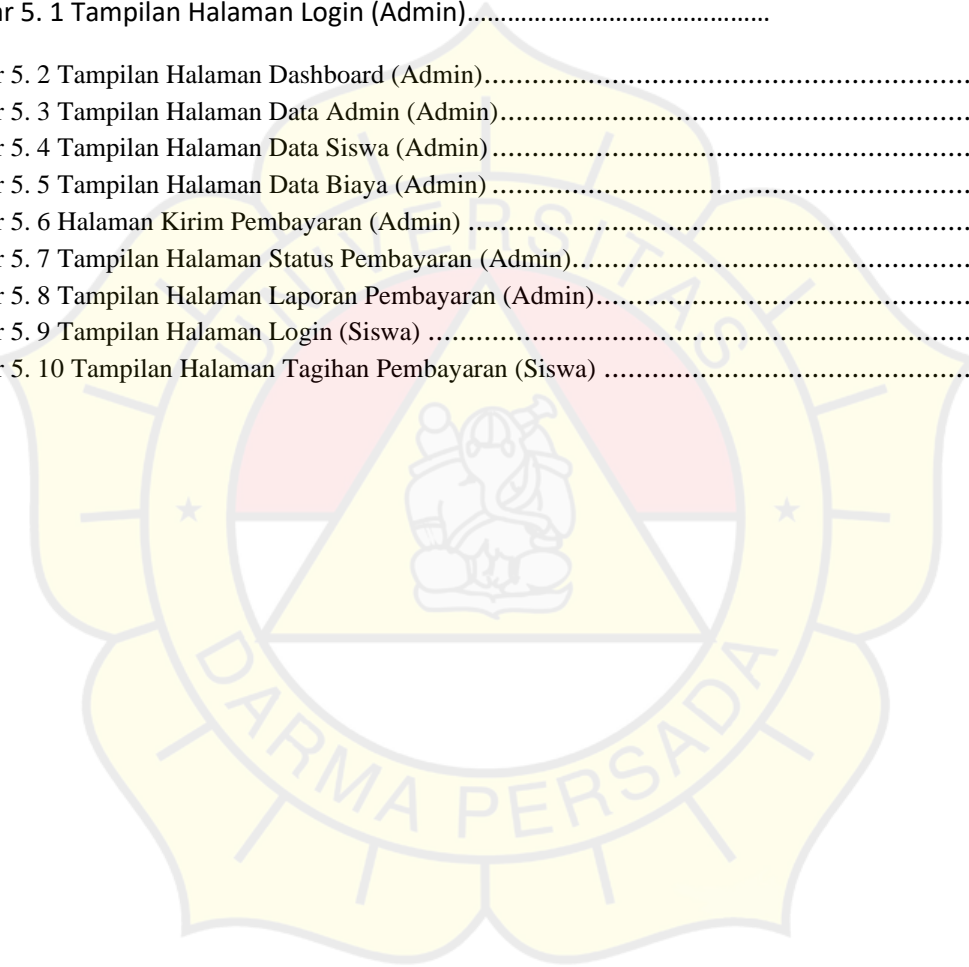 ar 5. 1 Tampilan Halaman Login (Admin)..............................................
r 5. 2 Tampilan Halaman Dashboard (Admin)..............................................................
r 5. 3 Tampilan Halaman Data Admin (Admin)............................................................
r 5. 4 Tampilan Halaman Data Siswa (Admin).............................................................
r 5. 5 Tampilan Halaman Data Biaya (Admin).............................................................
r 5. 6 Halaman Kirim Pembayaran (Admin)................................................................
r 5. 7 Tampilan Halaman Status Pembayaran (Admin)...................................................
r 5. 8 Tampilan Halaman Laporan Pembayaran (Admin)................................................
r 5. 9 Tampilan Halaman Login (Siswa).....................................................................
r 5. 10 Tampilan Halaman Tagihan Pembayaran (Siswa)..............................................
UNIVERSITAS
DARMA PERSADA